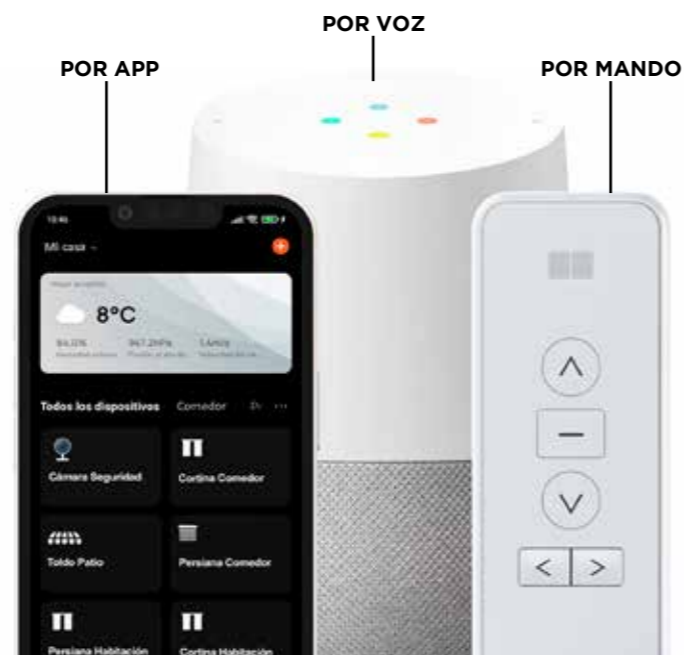 POR VOZ
POR APP
POR MANDO
Mi casa
8°C
Todos los dispositivos Comedor
Cámara Seguridad
Cortina Comedor
Toldo Patio
Persiana Comedor
Persiana Habitación
Cortina Habitación